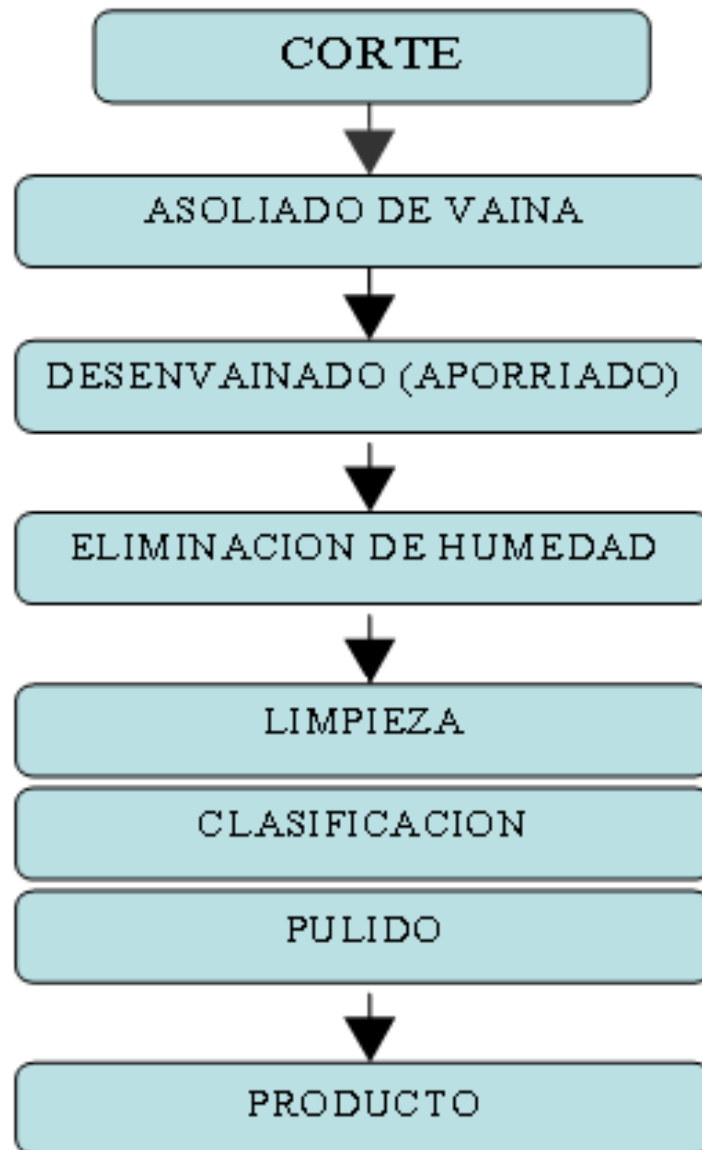 CORTE
ASOLIADO DE VAINA
DESENVAINADO (APORRIADO)
ELIMINACION DE HUMEDAD
LIMPIEZA
CLASIFICACION
PULIDO
PRODUCTO